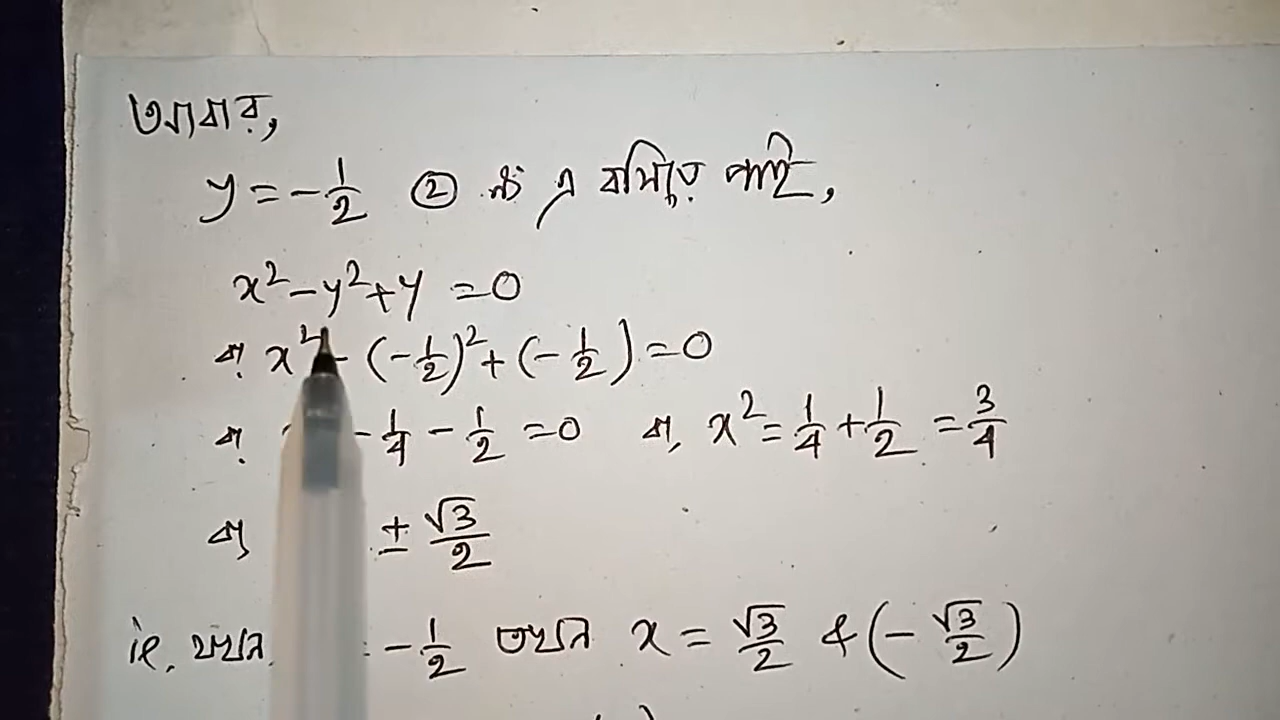 আবার,
y = -1/2 ② নং এ বসিয়ে পাই,
x² - y² + y = 0
বা, x² - (-1/2)² + (-1/2) = 0
বা, - 1/4 - 1/2 = 0 বা, x² = 1/4 + 1/2 = 3/4
বা, ± √3/2
ie, যখন - 1/2 তখন x = √3/2 & (- √3/2)